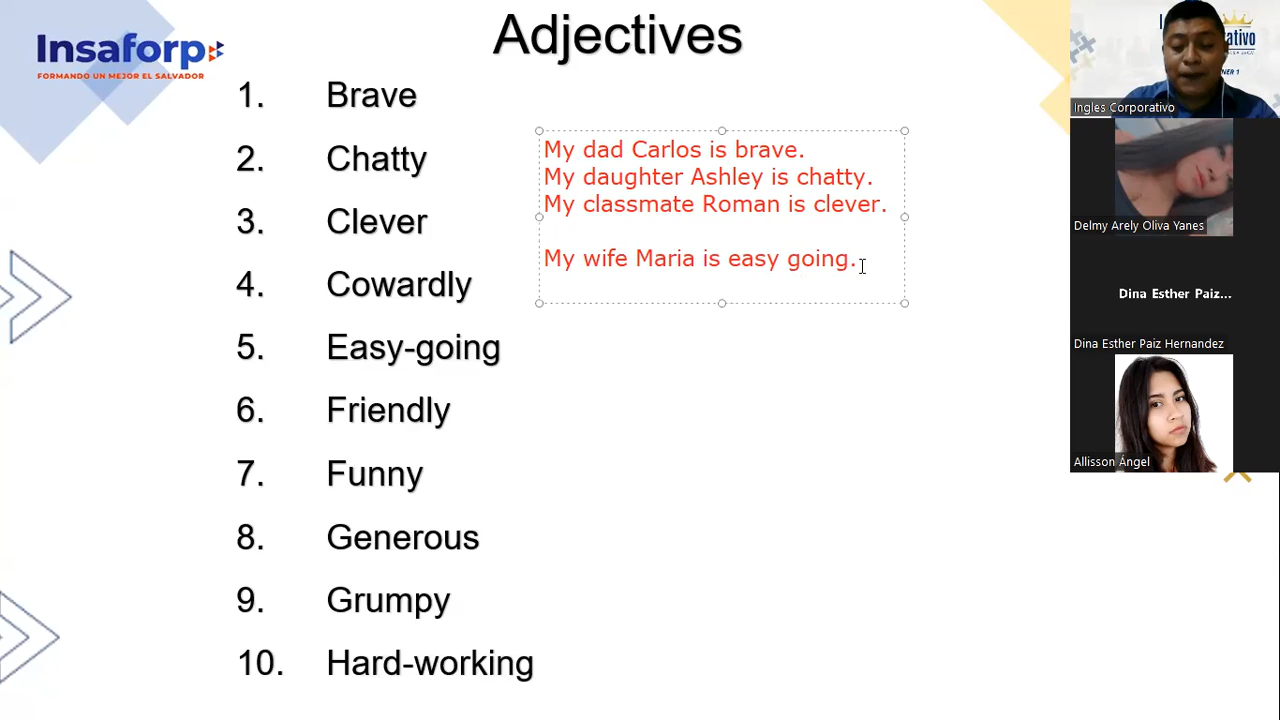 Adjectives
Insaforp
FORMANDO UN MEJOR EL SALVADOR
1. Brave
2. Chatty
3. Clever
4. Cowardly
5. Easy-going
6. Friendly
7. Funny
8. Generous
9. Grumpy
10. Hard-working
My dad Carlos is brave.
My daughter Ashley is chatty.
My classmate Roman is clever.
My wife Maria is easy going.
Ingles Corporativo
Delmy Arely Oliva Yanes
Dina Esther Paiz...
Dina Esther Paiz Hernandez
Allisson Ángel